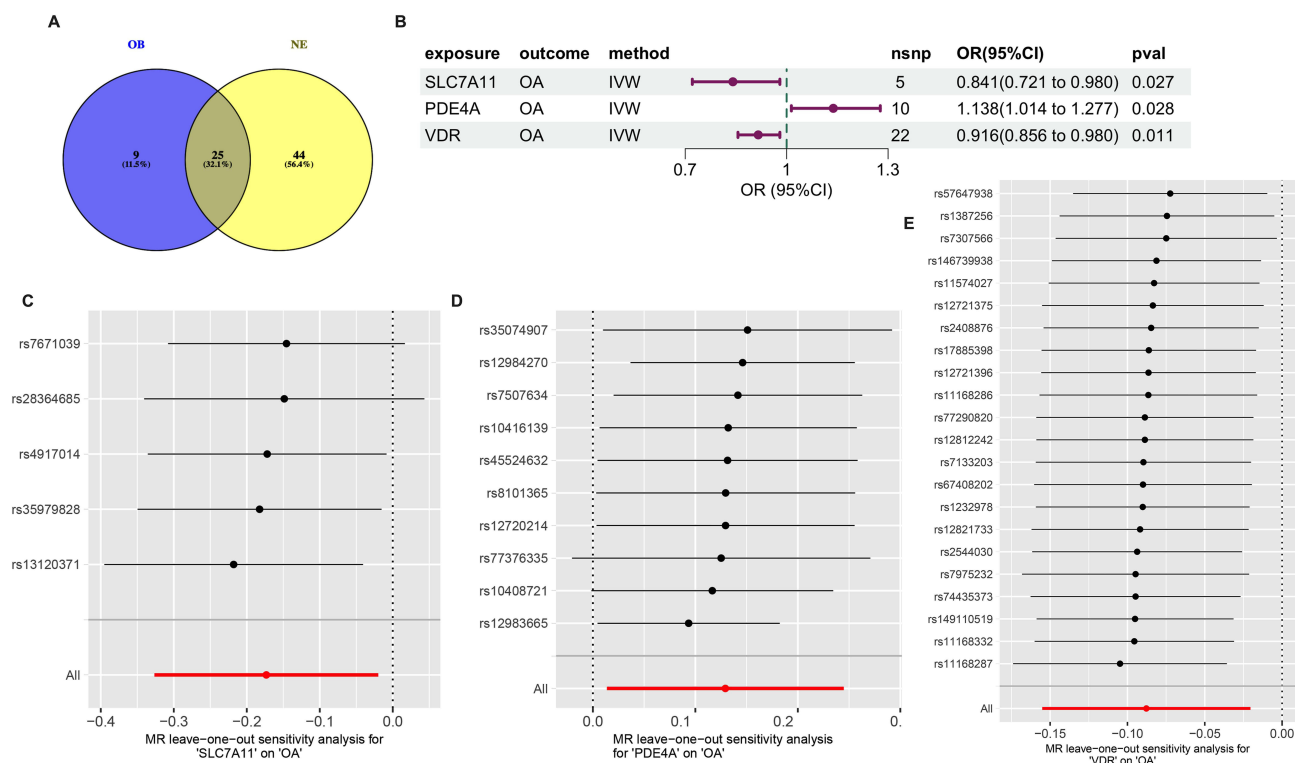 A
OB
NE
9
(11.5%)
25
(32.1%)
44
(56.4%)
B
exposure outcome method nsnp OR(95%CI) pval
SLC7A11 OA IVW 5 0.841(0.721 to 0.980) 0.027
PDE4A OA IVW 10 1.138(1.014 to 1.277) 0.028
VDR OA IVW 22 0.916(0.856 to 0.980) 0.011
0.7 1 1.3
OR (95%CI)
C
rs7671039
rs28364685
rs4917014
rs35979828
rs13120371
All
−0.4 −0.3 −0.2 −0.1 0.0
MR leave−one−out sensitivity analysis for
'SLC7A11' on 'OA'
D
rs35074907
rs12984270
rs7507634
rs10416139
rs45524632
rs8101365
rs12720214
rs77376335
rs10408721
rs12983665
All
0.0 0.1 0.2 0.
MR leave−one−out sensitivity analysis
for 'PDE4A' on 'OA'
E
rs57647938
rs1387256
rs7307566
rs146739938
rs11574027
rs12721375
rs2408876
rs17885398
rs12721396
rs11168286
rs77290820
rs12812242
rs7133203
rs67408202
rs1232978
rs12821733
rs2544030
rs7975232
rs74435373
rs149110519
rs11168332
rs11168287
All
−0.15 −0.10 −0.05 0.00
MR leave−one−out sensitivity analysis for
'VDR' on 'OA'